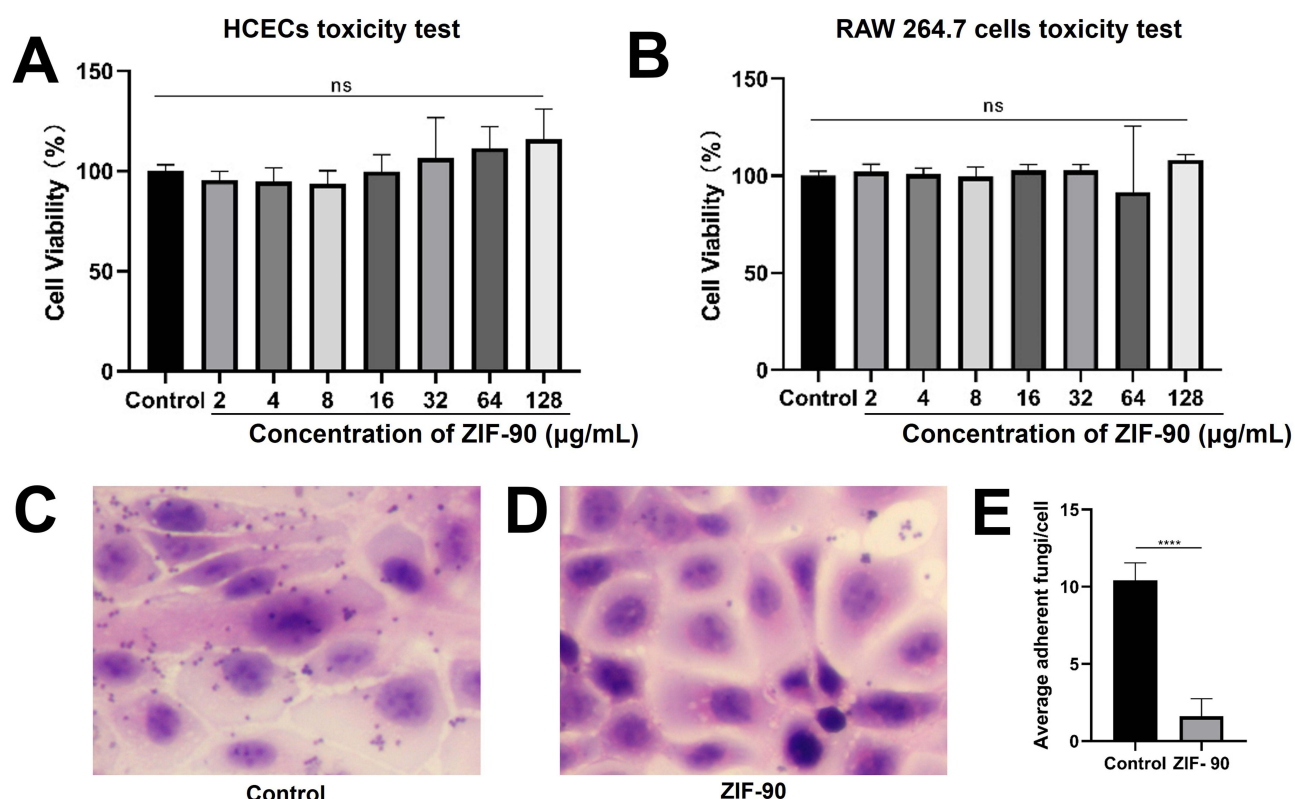 A
HCECs toxicity test
150
100
50
0
Cell Viability (%)
ns
Control 2 4 8 16 32 64 128
Concentration of ZIF-90 (μg/mL)
B
RAW 264.7 cells toxicity test
150
100
50
0
Cell Viability (%)
ns
Control 2 4 8 16 32 64 128
Concentration of ZIF-90 (μg/mL)
C
Control
D
ZIF-90
E
15
10
5
0
Average adherent fungi/cell
****
Control ZIF- 90